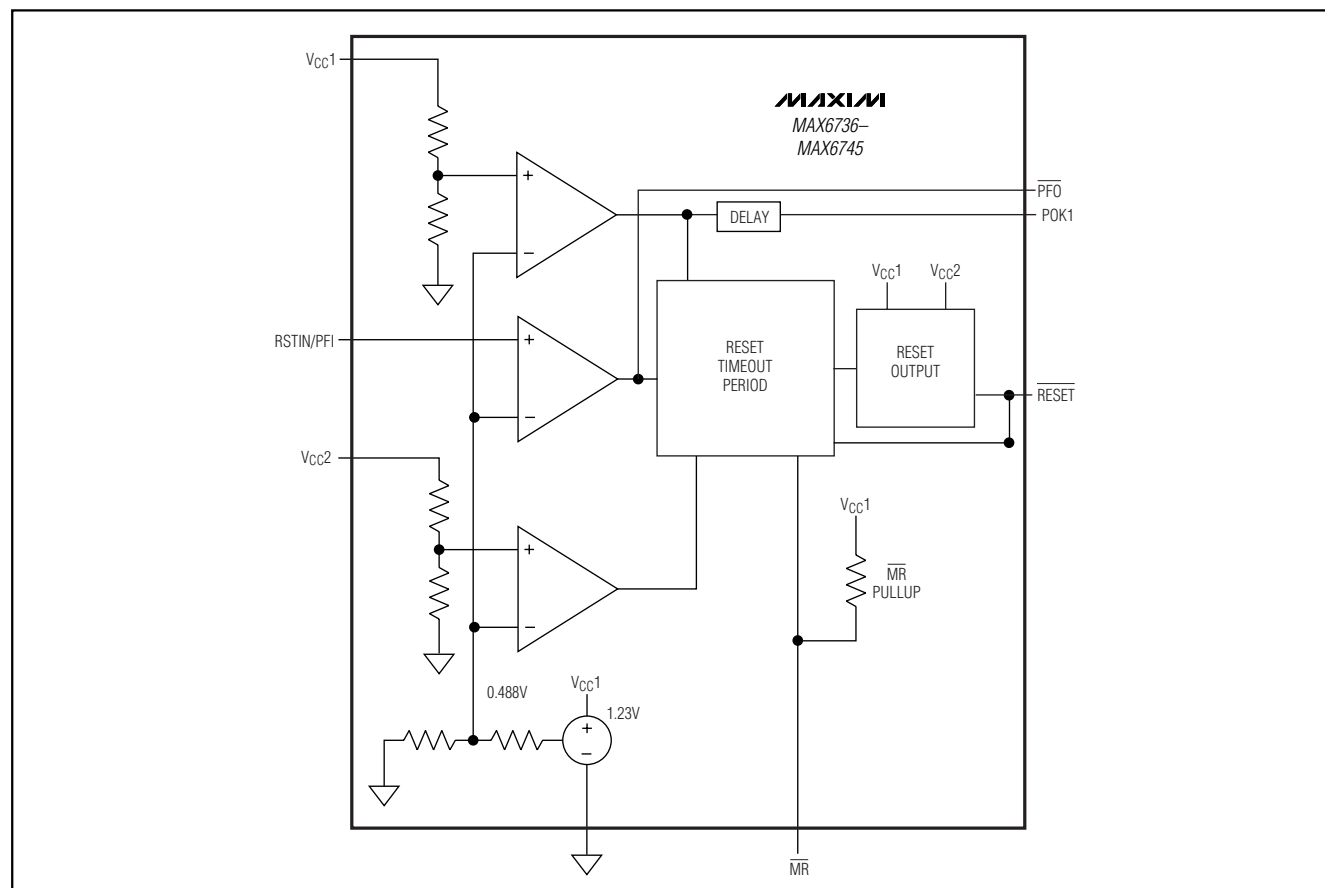 VCC1
MAXIM
MAX6736–
MAX6745
+
−
PFO
DELAY
POK1
VCC1 VCC2
RSTIN/PFI
+
−
RESET
TIMEOUT
PERIOD
RESET
OUTPUT
RESET
VCC2
+
−
VCC1
MR
PULLUP
0.488V
VCC1
1.23V
+
−
MR